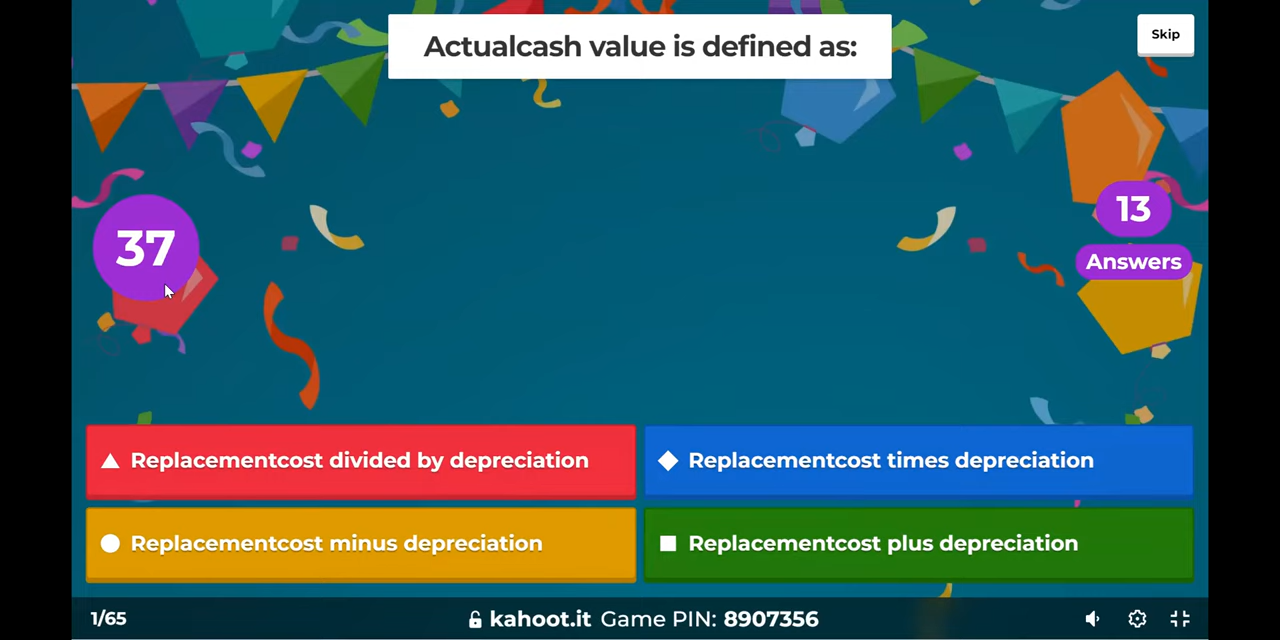 Actualcash value is defined as:
Skip
37
13
Answers
Replacementcost divided by depreciation
Replacementcost times depreciation
Replacementcost minus depreciation
Replacementcost plus depreciation
1/65
kahoot.it Game PIN: 8907356